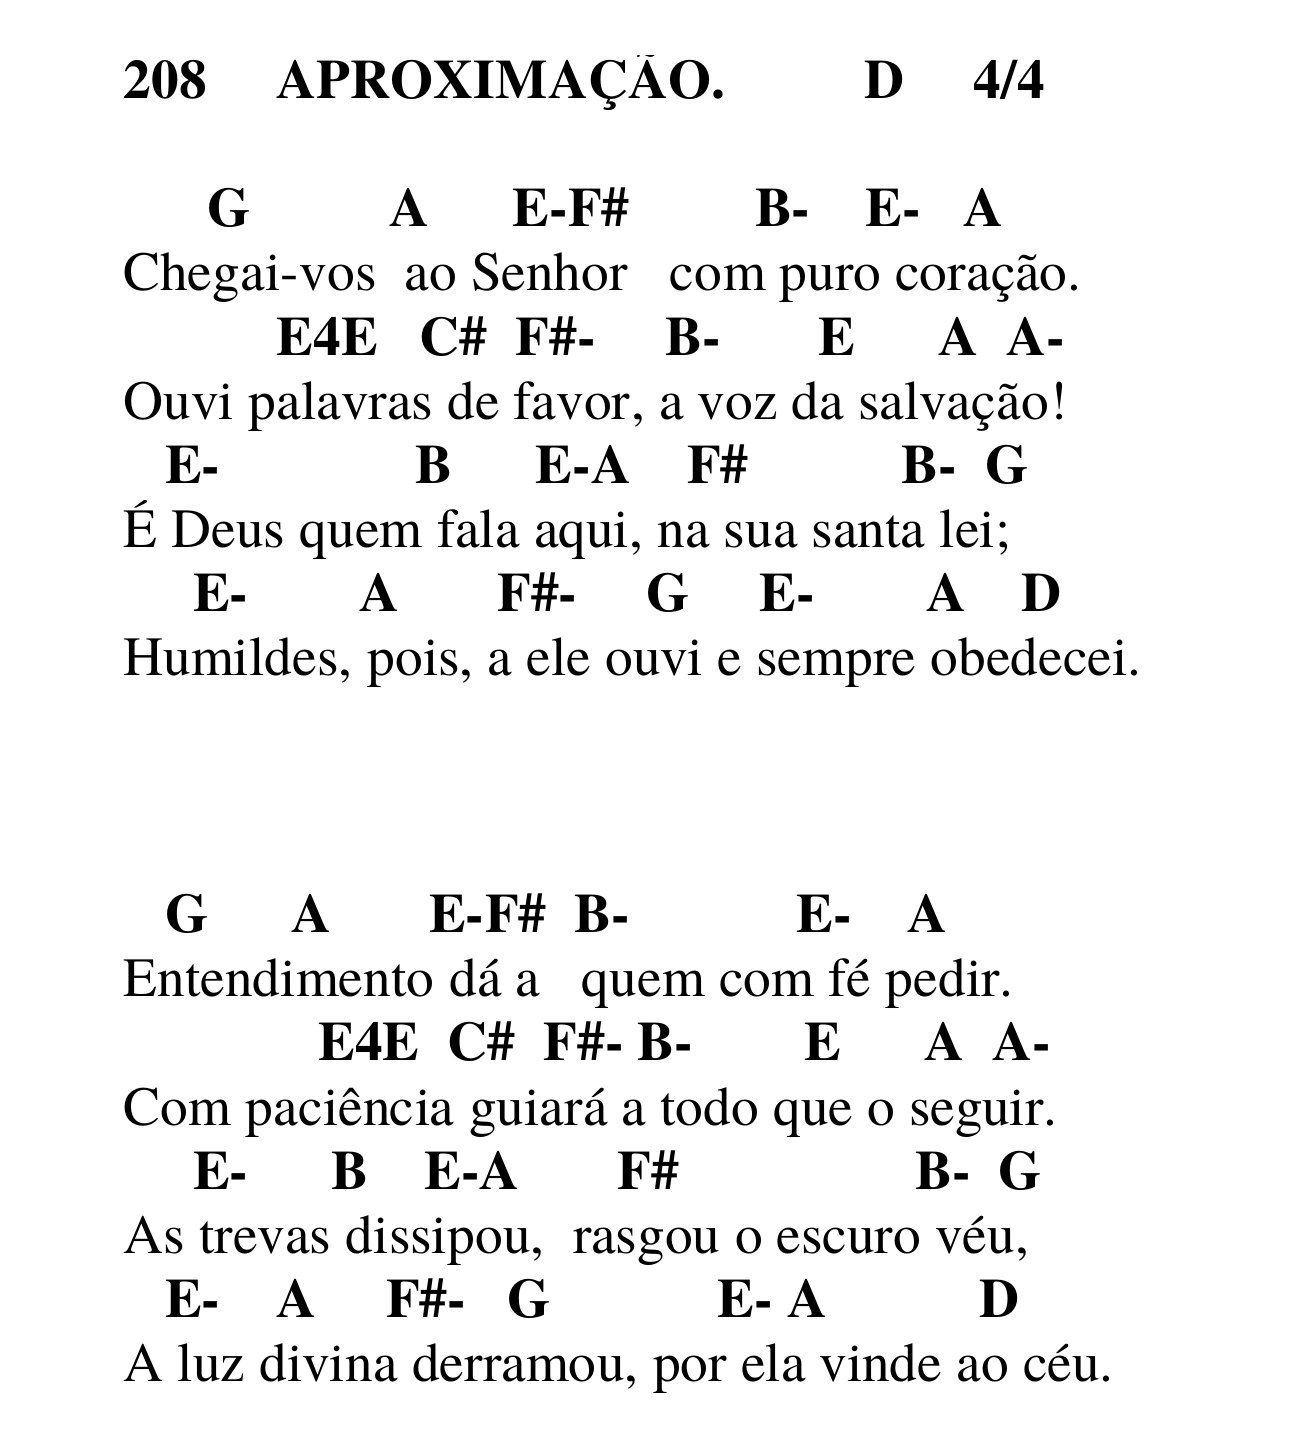 208 APROXIMAÇÃO. D 4/4
G A E-F# B- E- A
Chegai-vos ao Senhor com puro coração.
E4E C# F#- B- E A A-
Ouvi palavras de favor, a voz da salvação!
E- B E-A F# B- G
É Deus quem fala aqui, na sua santa lei;
E- A F#- G E- A D
Humildes, pois, a ele ouvi e sempre obedecei.
G A E-F# B- E- A
Entendimento dá a quem com fé pedir.
E4E C# F#- B- E A A-
Com paciência guiará a todo que o seguir.
E- B E-A F# B- G
As trevas dissipou, rasgou o escuro véu,
E- A F#- G E- A D
A luz divina derramou, por ela vinde ao céu.